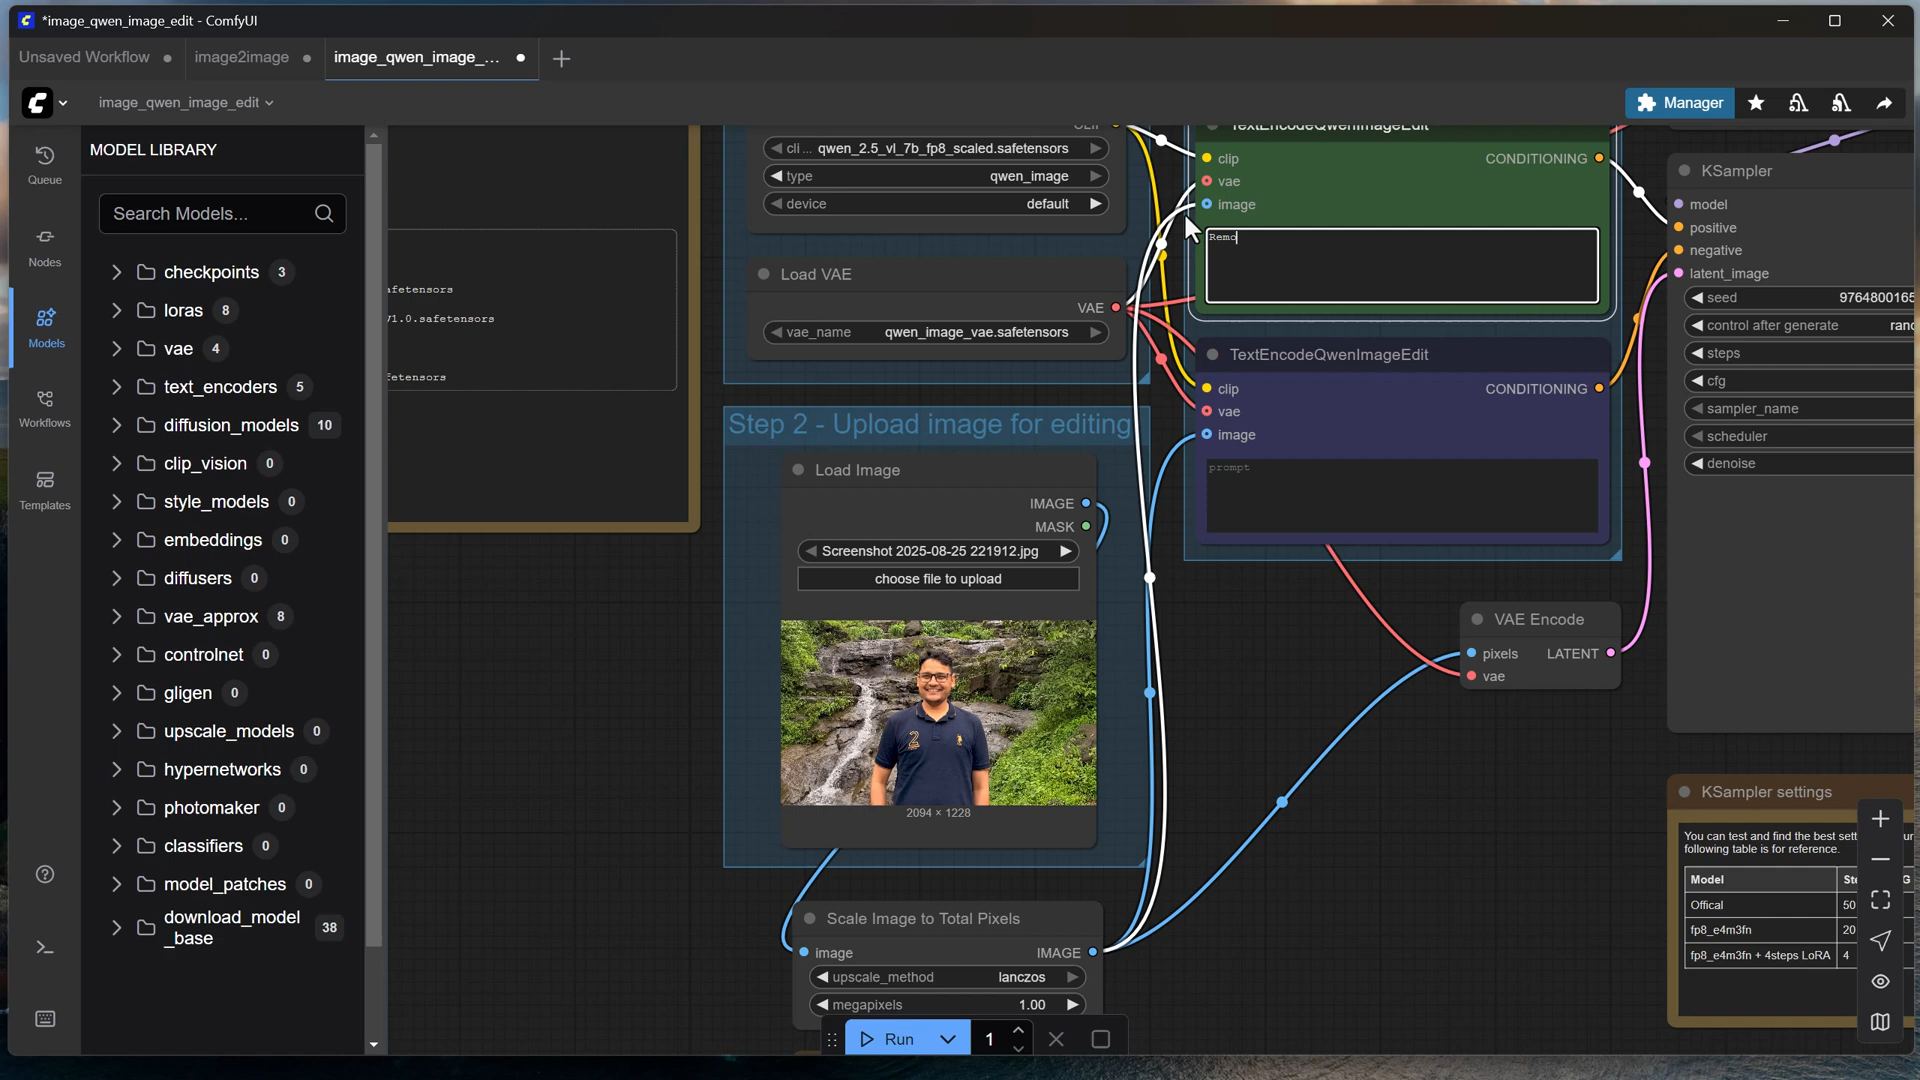 *image_qwen_image_edit - ComfyUI
Unsaved Workflow
image2image
image_qwen_image_...
image_qwen_image_edit
Manager
Queue
Nodes
Models
Workflows
Templates
MODEL LIBRARY
Search Models...
checkpoints 3
loras 8
vae 4
text_encoders 5
diffusion_models 10
clip_vision 0
style_models 0
embeddings 0
diffusers 0
vae_approx 8
controlnet 0
gligen 0
upscale_models 0
hypernetworks 0
photomaker 0
classifiers 0
model_patches 0
download_model
_base 38
afetensors
V1.0.safetensors
fetensors
cli... qwen_2.5_vl_7b_fp8_scaled.safetensors
type qwen_image
device default
Load VAE
VAE
vae_name qwen_image_vae.safetensors
Step 2 - Upload image for editing
Load Image
IMAGE
MASK
Screenshot 2025-08-25 221912.jpg
choose file to upload
2
2094 × 1228
Scale Image to Total Pixels
image IMAGE
upscale_method lanczos
megapixels 1.00
Run 1
TextEncodeQwenImageEdit
clip CONDITIONING
vae
image
Remo
TextEncodeQwenImageEdit
clip CONDITIONING
vae
image
prompt
VAE Encode
pixels LATENT
vae
KSampler
model
positive
negative
latent_image
seed 9764800165
control after generate ranc
steps
cfg
sampler_name
scheduler
denoise
KSampler settings
You can test and find the best sett
following table is for reference.
Model Ste
Offical 50
fp8_e4m3fn 20
fp8_e4m3fn + 4steps LoRA 4